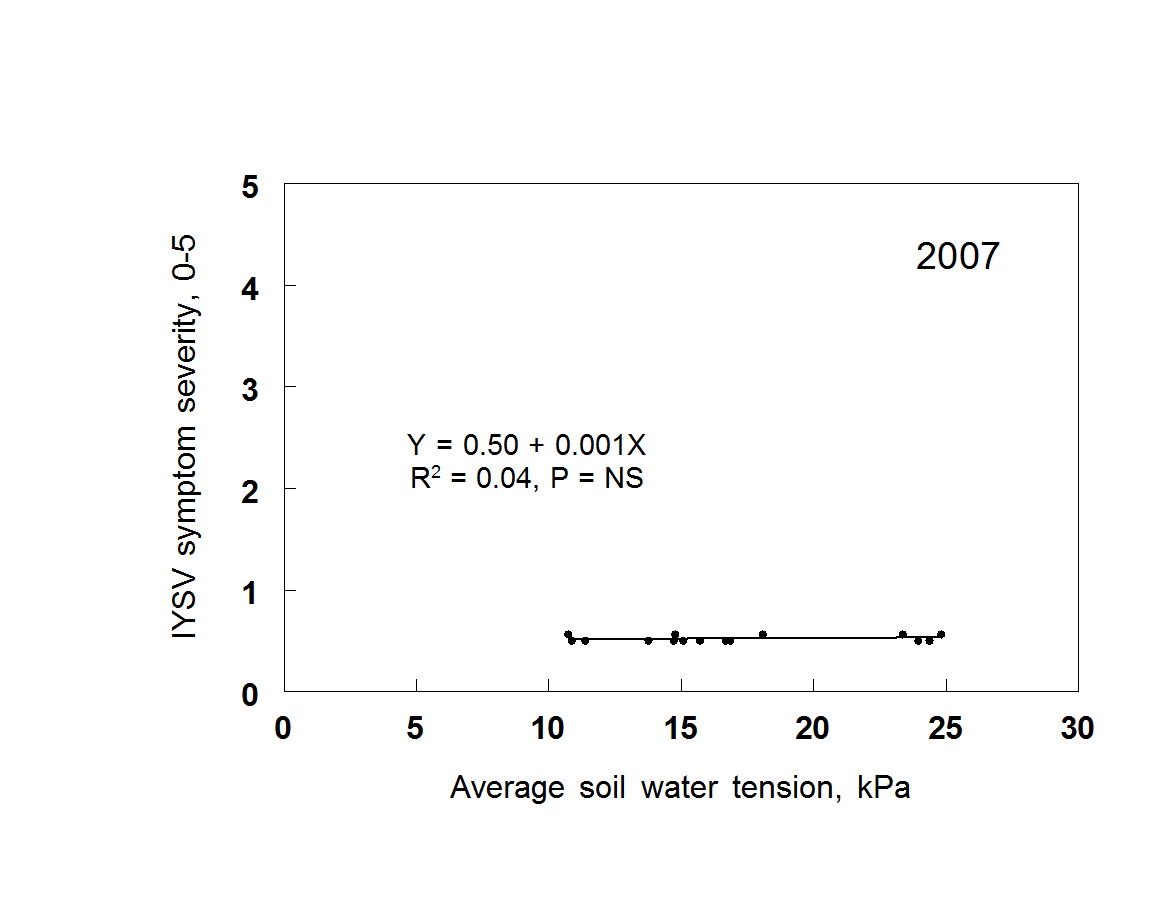 5
2007
4
3
Y = 0.50 + 0.001X
R² = 0.04, P = NS
2
1
0
IYSV symptom severity, 0-5
0 5 10 15 20 25 30
Average soil water tension, kPa